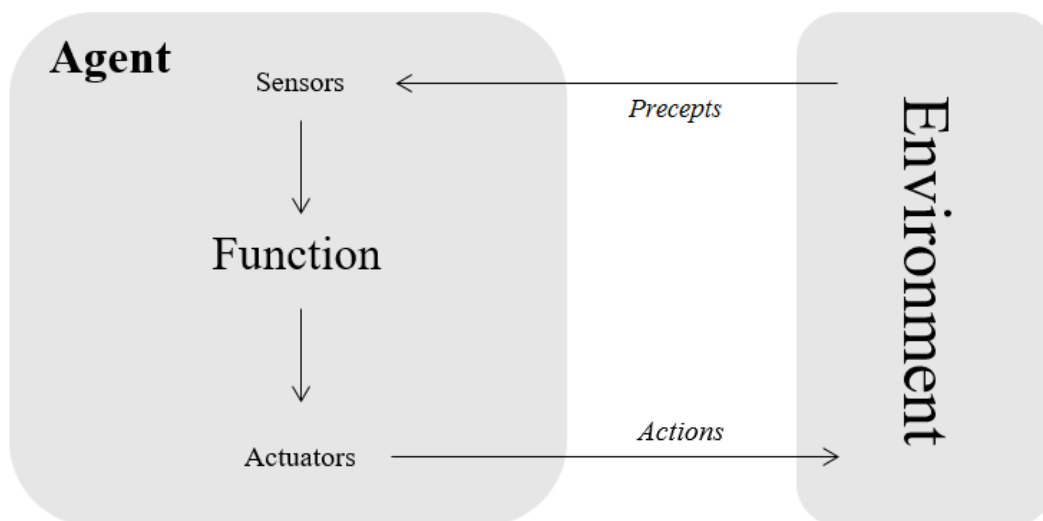 Agent
Sensors
Precepts
Environment
Function
Actions
Actuators